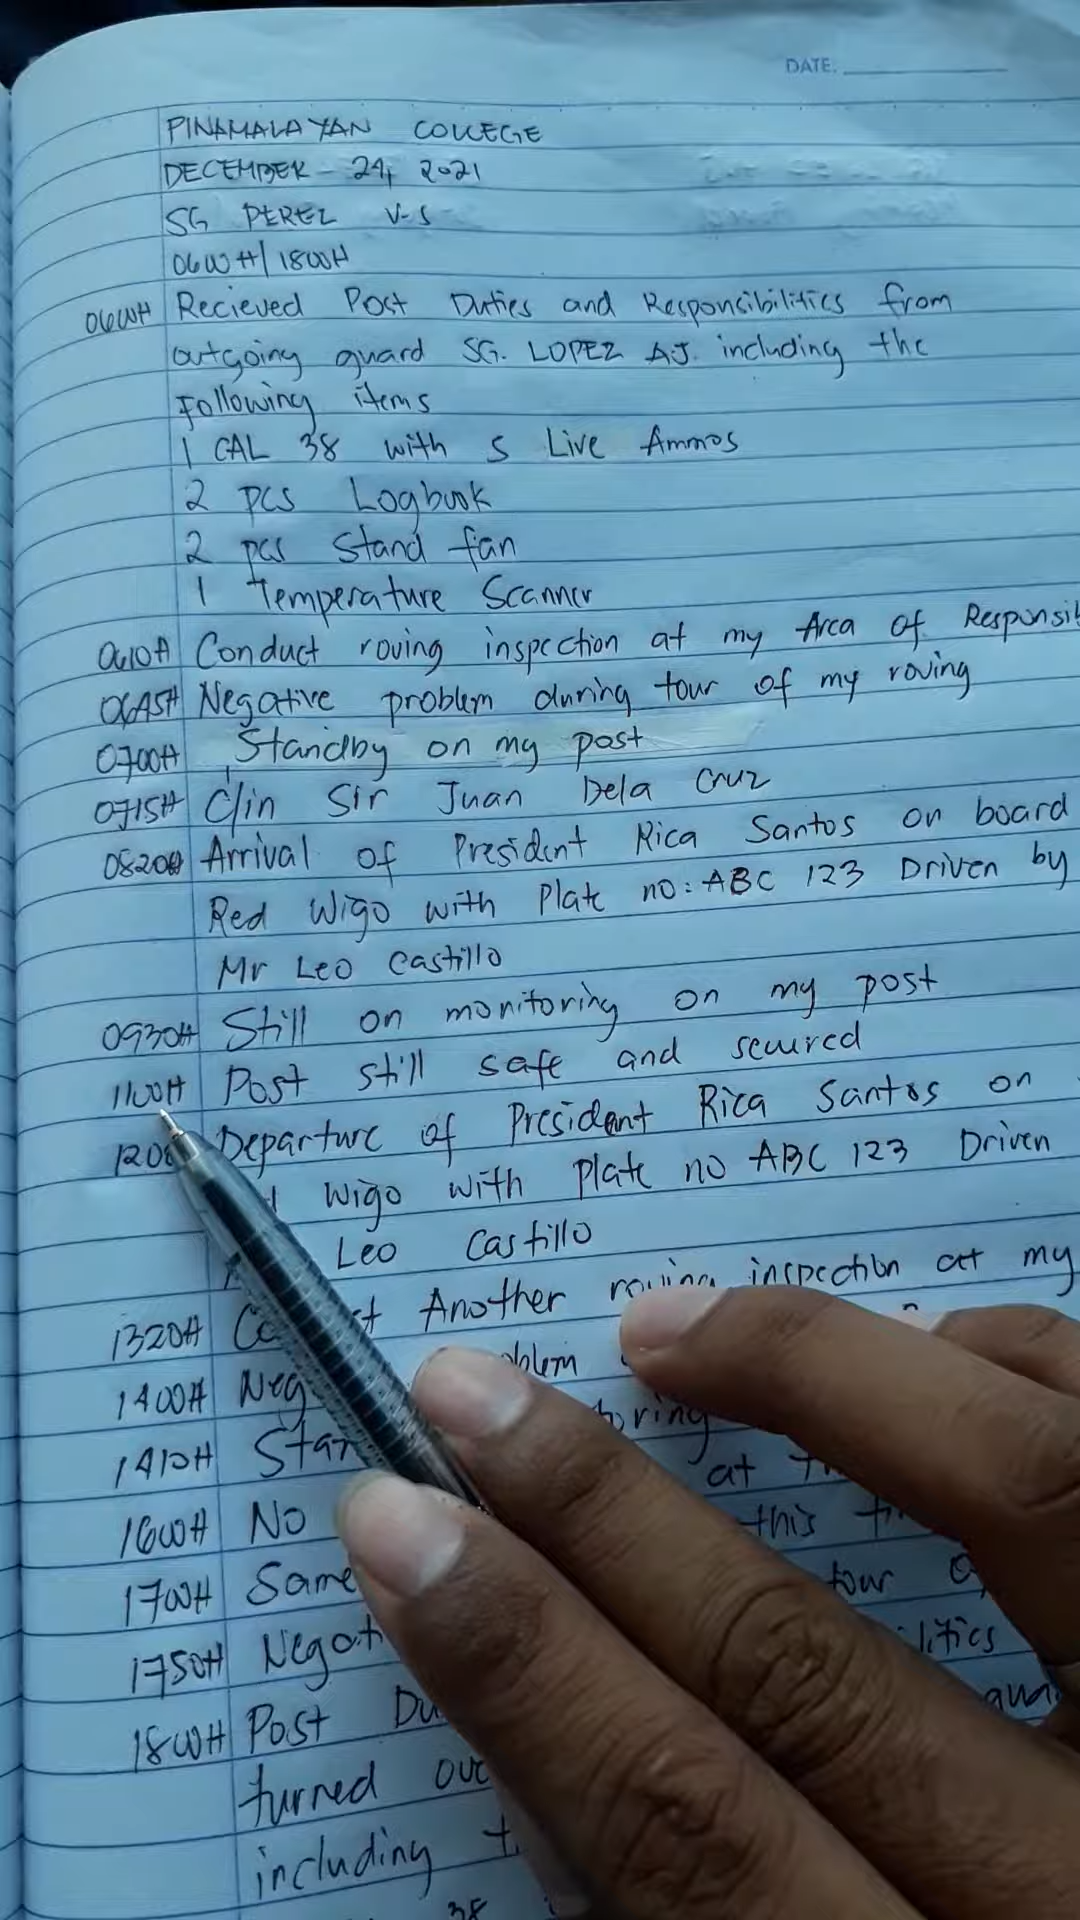 DATE:
PINAMALAYAN COLLEGE
DECEMBER - 24, 2021
SG PEREZ V-S
0600H/1800H
0600H Recieved Post Duties and Responsibilities from
outgoing guard SG. LOPEZ A.J. including the
Following items
1 CAL 38 with 5 Live Ammos
2 pcs Logbook
2 pcs Stand fan
1 Temperature Scanner
0610H Conduct roving inspection at my Area of
0645H Negative problem during tour of my roving
0700H Standby on my post
0715H C/in Sir Juan Dela Cruz
0820H Arrival of President Rica Santos on board
Red Wigo with Plate no: ABC 123 Driven by
Mr Leo Castillo
0930H Still on monitoring on my post
1100H Post still safe and secured
Departure of President Rica Santos on
Wigo with Plate no ABC 123 Driven
Leo Castillo
1320H Another roving inspection at my
1400H
1410H
at
1600H No this
1700H Same tour
1750H
1800H Post
turned
including
38